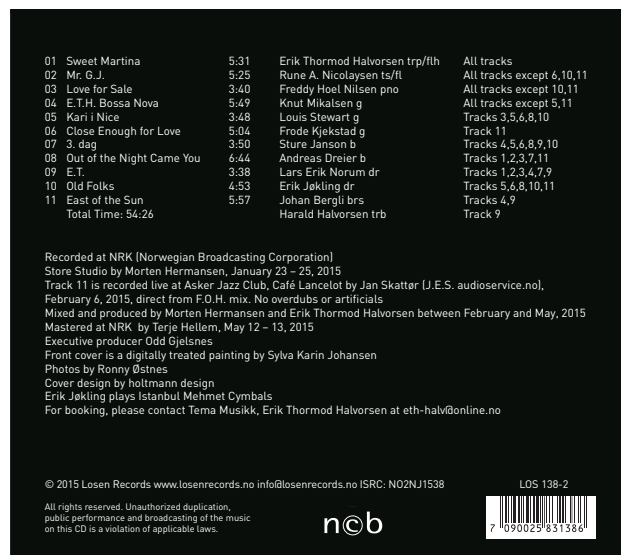 01 Sweet Martina 5:31 Erik Thormod Halvorsen trp/flh All tracks
02 Mr. G.J. 5:25 Rune A. Nicolaysen ts/fl All tracks except 6,10,11
03 Love for Sale 3:40 Freddy Hoel Nilsen pno All tracks except 10,11
04 E.T.H. Bossa Nova 5:49 Knut Mikalsen g All tracks except 5,11
05 Kari i Nice 3:48 Louis Stewart g Tracks 3,5,6,8,10
06 Close Enough for Love 5:04 Frode Kjekstad g Track 11
07 3. dag 3:50 Sture Janson b Tracks 4,5,6,8,9,10
08 Out of the Night Came You 6:44 Andreas Dreier b Tracks 1,2,3,7,11
09 E.T. 3:38 Lars Erik Norum dr Tracks 1,2,3,4,7,9
10 Old Folks 4:53 Erik Jøkling dr Tracks 5,6,8,10,11
11 East of the Sun 5:57 Johan Bergli brs Tracks 4,9
Total Time: 54:26 Harald Halvorsen trb Track 9
Recorded at NRK (Norwegian Broadcasting Corporation)
Store Studio by Morten Hermansen, January 23 – 25, 2015
Track 11 is recorded live at Asker Jazz Club, Café Lancelot by Jan Skattør (J.E.S. audioservice.no),
February 6, 2015, direct from F.O.H. mix. No overdubs or artificials
Mixed and produced by Morten Hermansen and Erik Thormod Halvorsen between February and May, 2015
Mastered at NRK by Terje Hellem, May 12 – 13, 2015
Executive producer Odd Gjelsnes
Front cover is a digitally treated painting by Sylva Karin Johansen
Photos by Ronny Østnes
Cover design by holtmann design
Erik Jøkling plays Istanbul Mehmet Cymbals
For booking, please contact Tema Musikk, Erik Thormod Halvorsen at eth-halv@online.no
© 2015 Losen Records www.losenrecords.no info@losenrecords.no ISRC: NO2NJ1538 LOS 138-2
All rights reserved. Unauthorized duplication,
public performance and broadcasting of the music
on this CD is a violation of applicable laws.
n©b
7 090025 831386